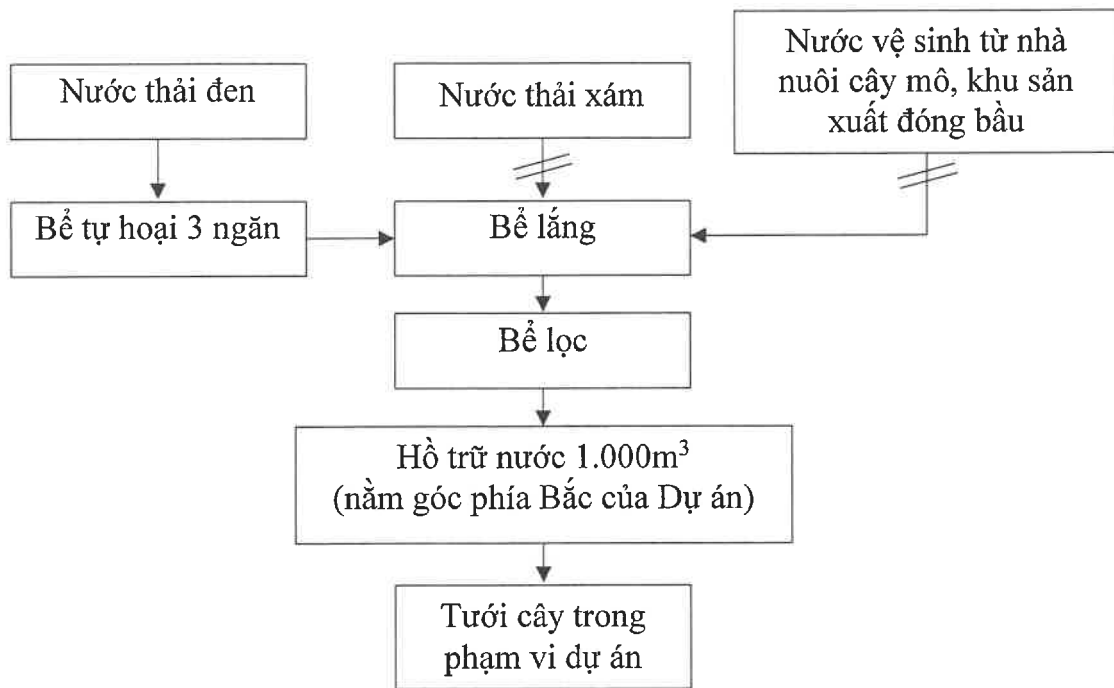 Nước thải đen
Nước thải xám
Nước vệ sinh từ nhà
nuôi cây mô, khu sản
xuất đóng bầu
Bể tự hoại 3 ngăn
Bể lắng
Bể lọc
Hồ trữ nước 1.000m³
(nằm góc phía Bắc của Dự án)
Tưới cây trong
phạm vi dự án